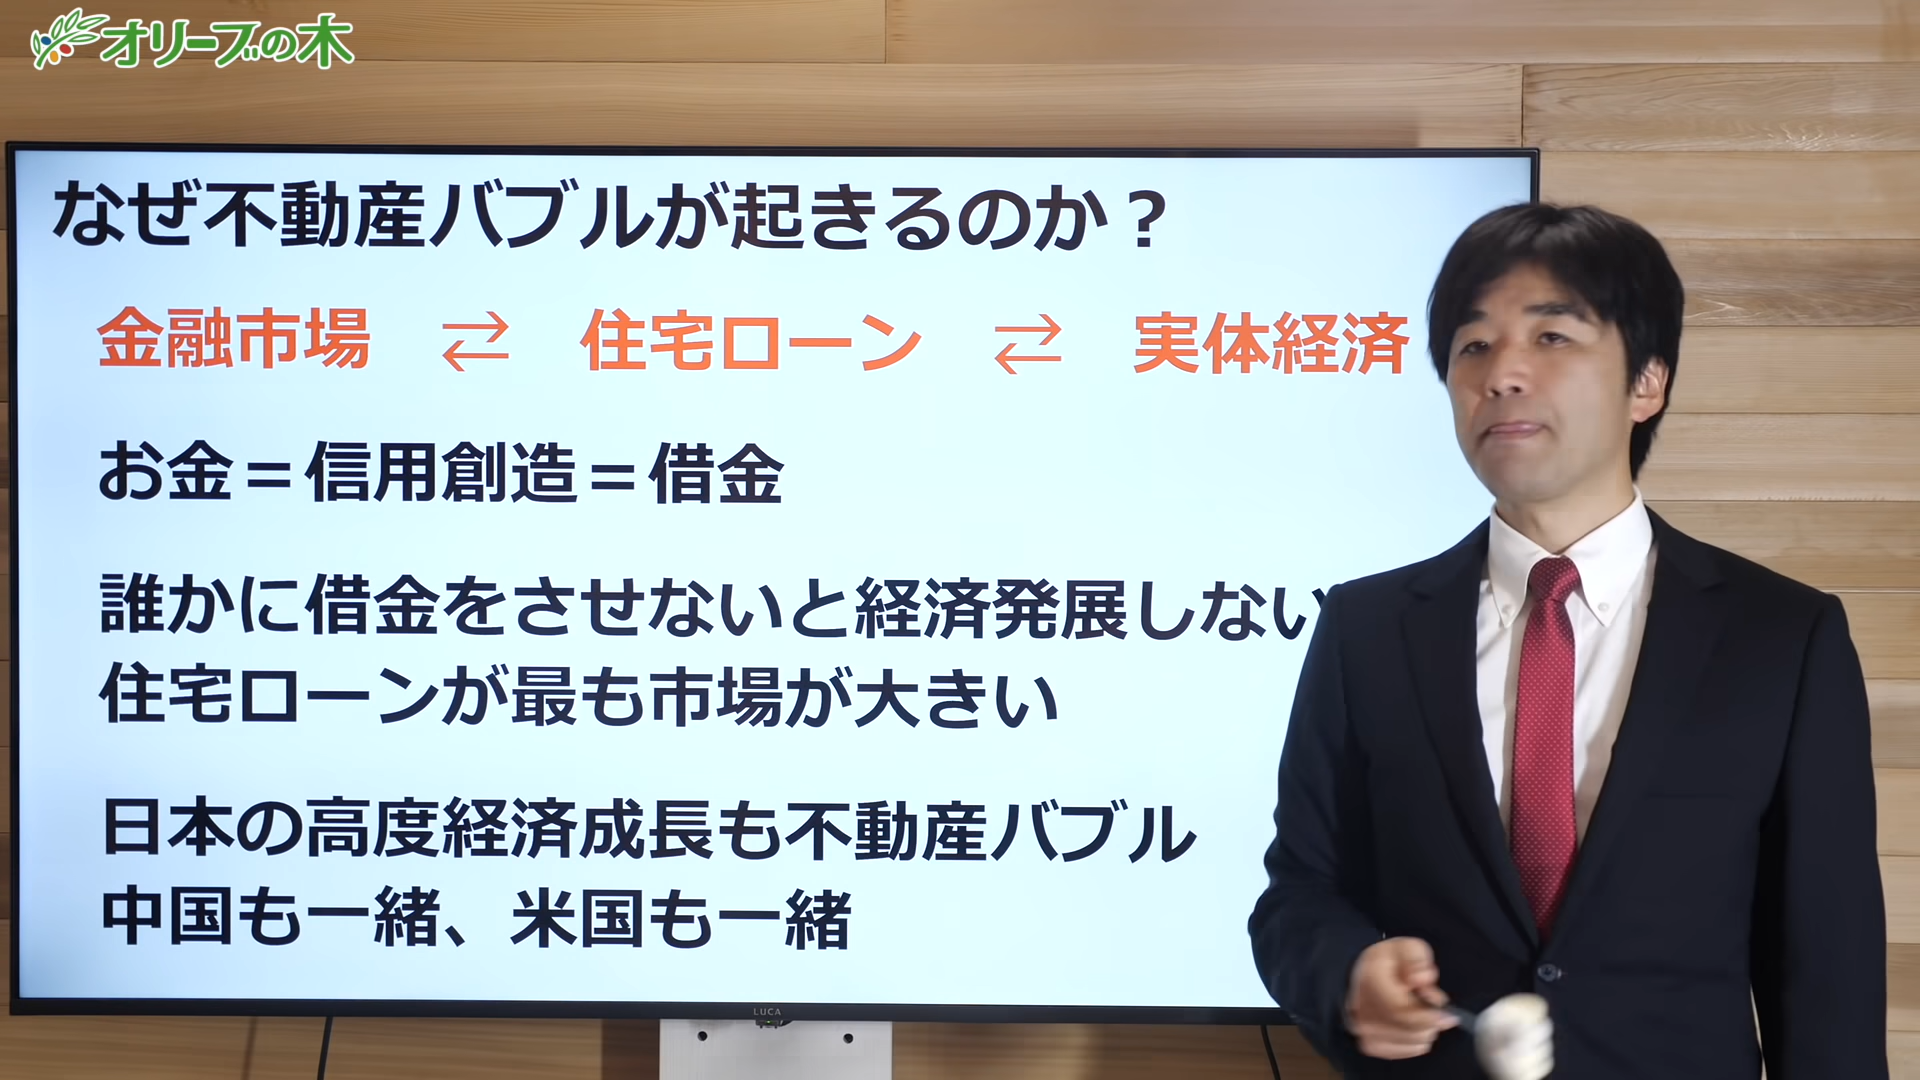 オリーブの木
なぜ不動産バブルが起きるのか？
金融市場 ⇄ 住宅ローン ⇄ 実体経済
お金＝信用創造＝借金
誰かに借金をさせないと経済発展しない
住宅ローンが最も市場が大きい
日本の高度経済成長も不動産バブル
中国も一緒、米国も一緒
LUCA